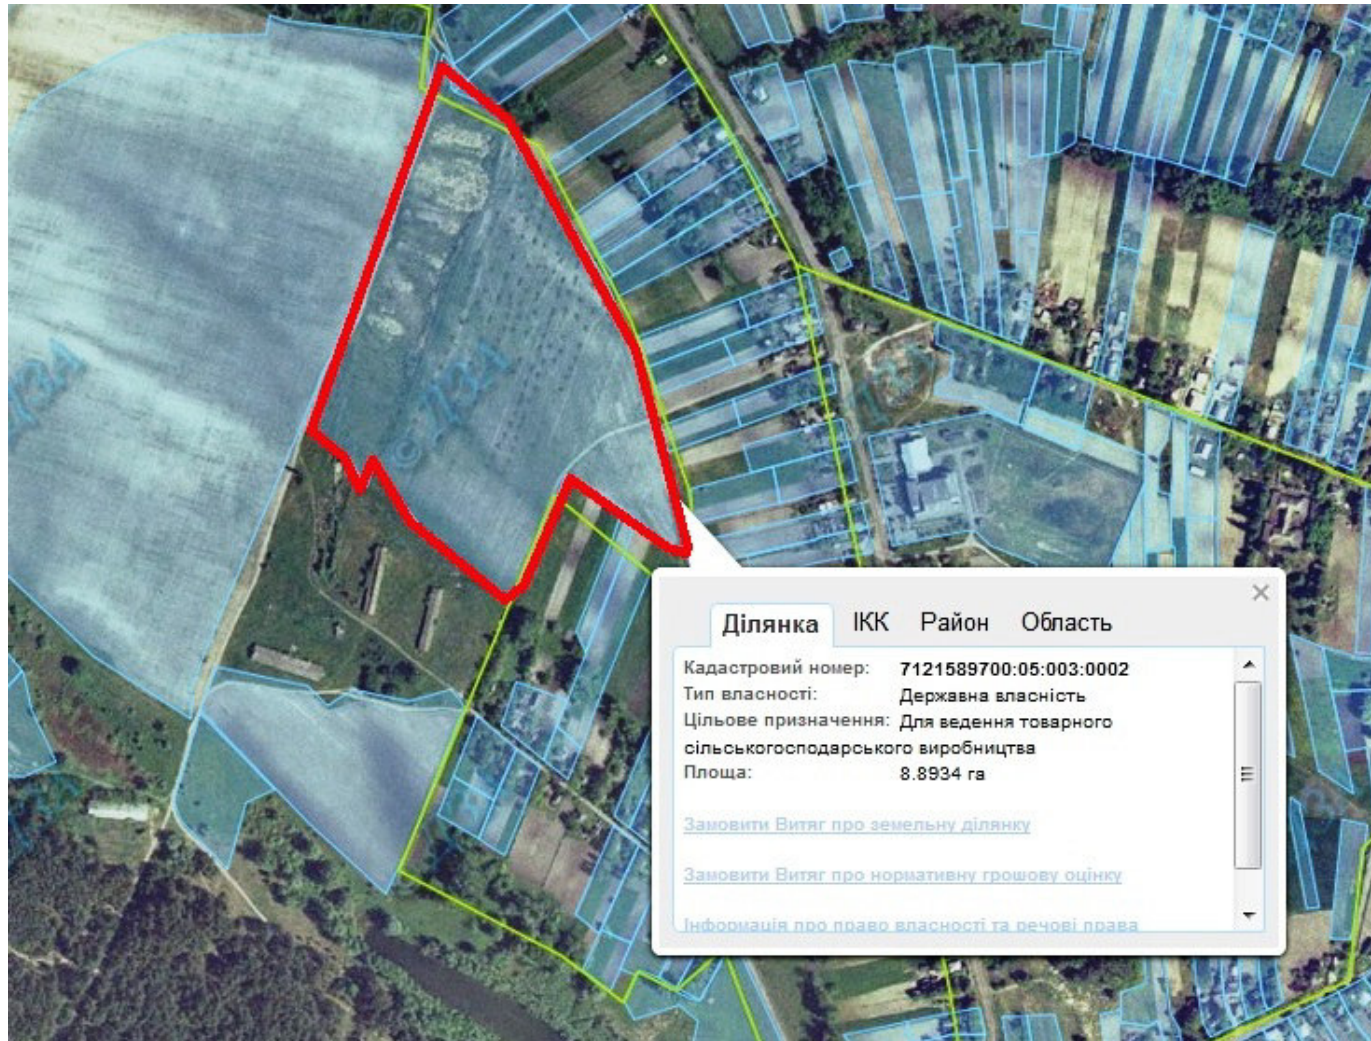 © ДЗА
Ділянка ІКК Район Область
Кадастровий номер: 7121589700:05:003:0002
Тип власності: Державна власність
Цільове призначення: Для ведення товарного
сільськогосподарського виробництва
Площа: 8.8934 га
Замовити Витяг про земельну ділянку
Замовити Витяг про нормативну грошову оцінку
Інформація про право власності та речові права